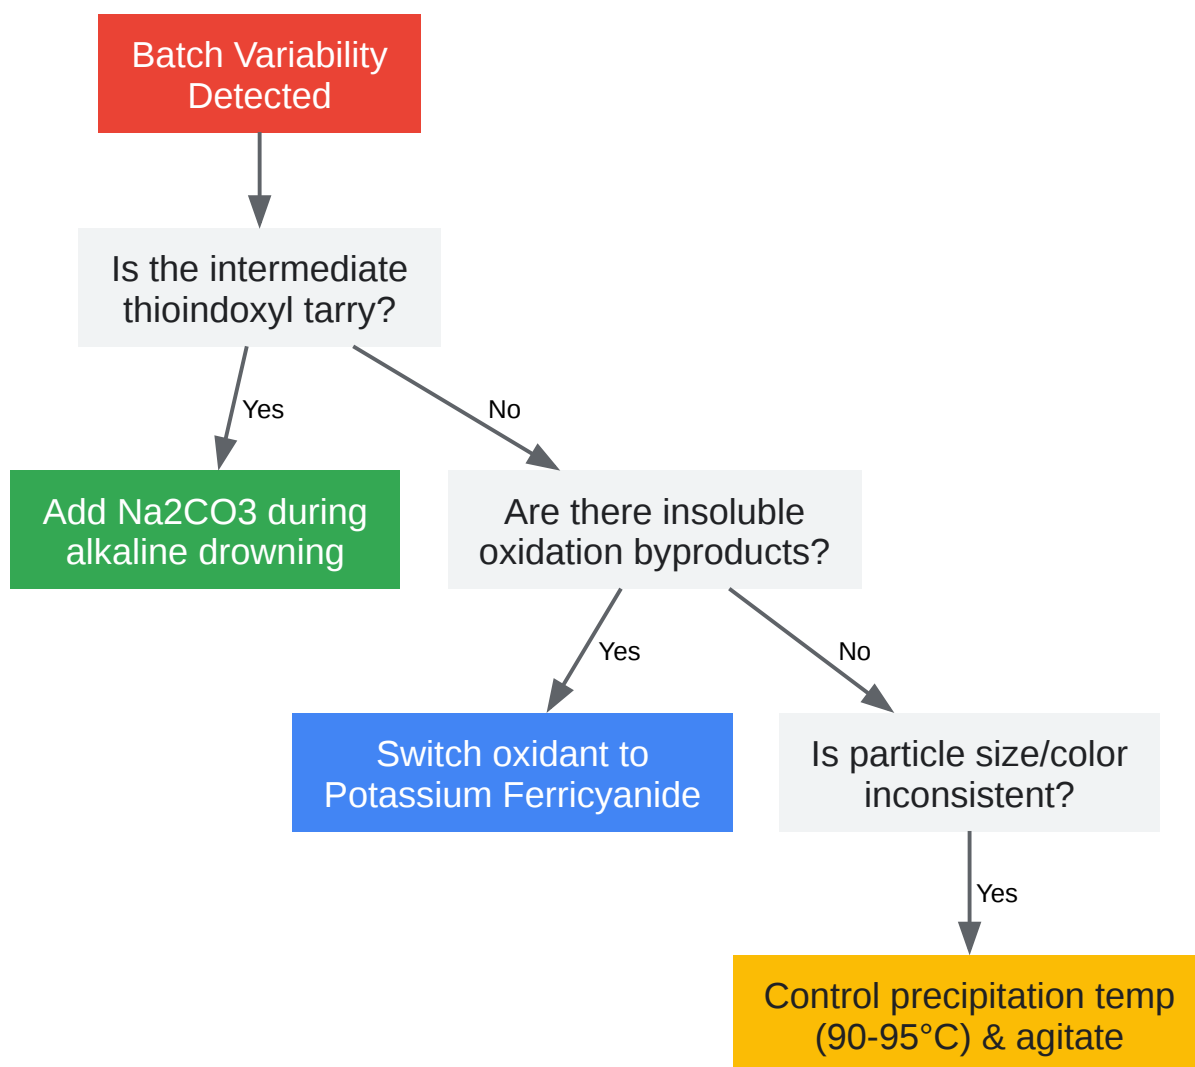 Batch Variability
Detected
Is the intermediate
thioindoxyl tarry?
Yes
No
Add Na2CO3 during
alkaline drowning
Are there insoluble
oxidation byproducts?
Yes
No
Switch oxidant to
Potassium Ferricyanide
Is particle size/color
inconsistent?
Yes
Control precipitation temp
(90-95°C) & agitate